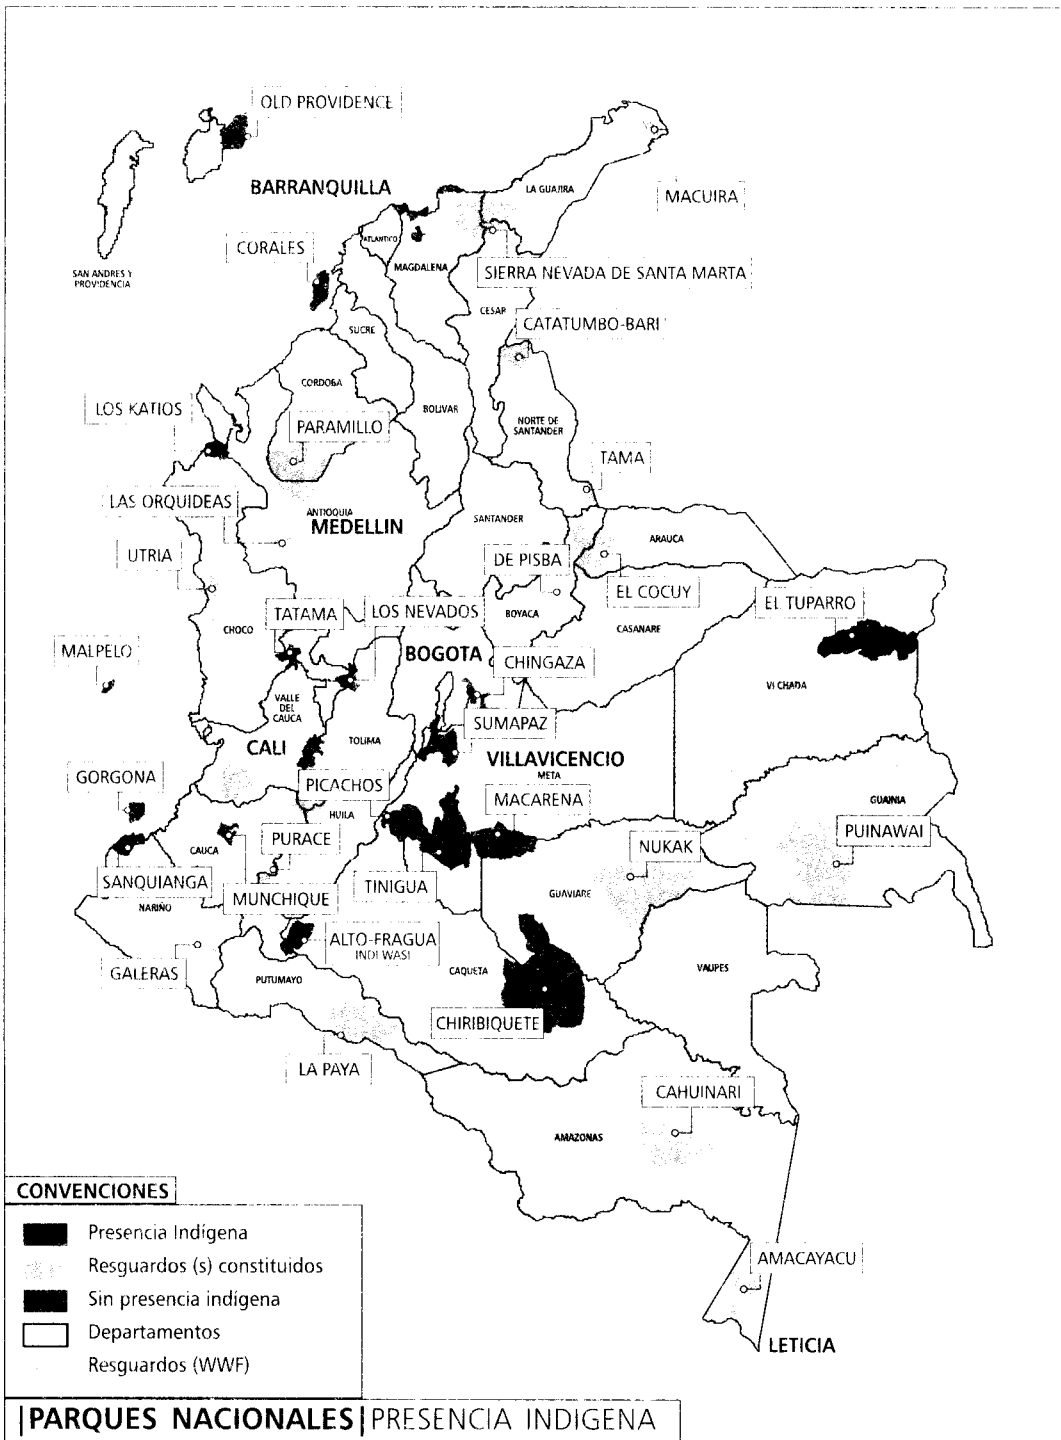 OLD PROVIDENCE
BARRANQUILLA
LA GUAJIRA
MACUIRA
ATLANTICO
CORALES
MAGDALENA
SAN ANDRES Y
PROVIDENCIA
SIERRA NEVADA DE SANTA MARTA
CESAR
SUCRE
CATATUMBO-BARI
CORDOBA
LOS KATIOS
BOLIVAR
PARAMILLO
NORTE DE
SANTANDER
TAMA
LAS ORQUIDEAS
ANTIOQUIA
MEDELLIN
SANTANDER
ARAUCA
UTRIA
DE PISBA
EL COCUY
EL TUPARRO
TATAMA
LOS NEVADOS
BOYACA
CASANARE
CHOCO
MALPELO
BOGOTA
CHINGAZA
VICHADA
VALLE
DEL
CAUCA
SUMAPAZ
CALI
TOLIMA
VILLAVICENCIO
META
GORGONA
PICACHOS
MACARENA
GUAINIA
HUILA
PUINAWAI
CAUCA
PURACE
NUKAK
SANQUIANGA
MUNCHIQUE
TINIGUA
GUAVIARE
NARIÑO
ALTO-FRAGUA
INDI WASI
GALERAS
PUTUMAYO
CAQUETA
VAUPES
CHIRIBIQUETE
LA PAYA
CAHUINARI
AMAZONAS
CONVENCIONES
Presencia Indígena
Resguardos (s) constituidos
Sin presencia indígena
Departamentos
Resguardos (WWF)
AMACAYACU
LETICIA
|PARQUES NACIONALES|PRESENCIA INDIGENA